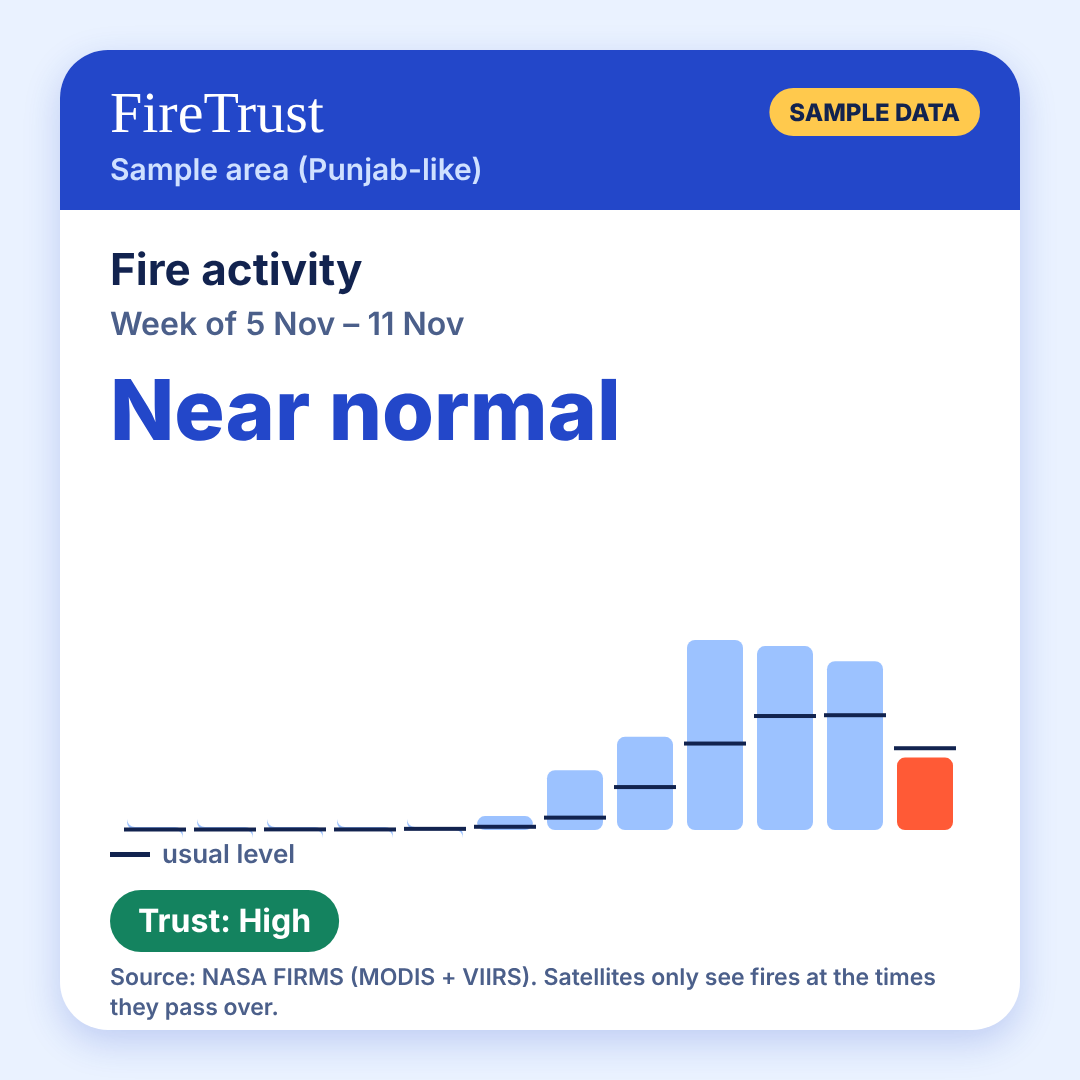 FireTrust
SAMPLE DATA
Sample area (Punjab-like)
Fire activity
Week of 5 Nov – 11 Nov
Near normal
usual level
Trust: High
Source: NASA FIRMS (MODIS + VIIRS). Satellites only see fires at the times
they pass over.